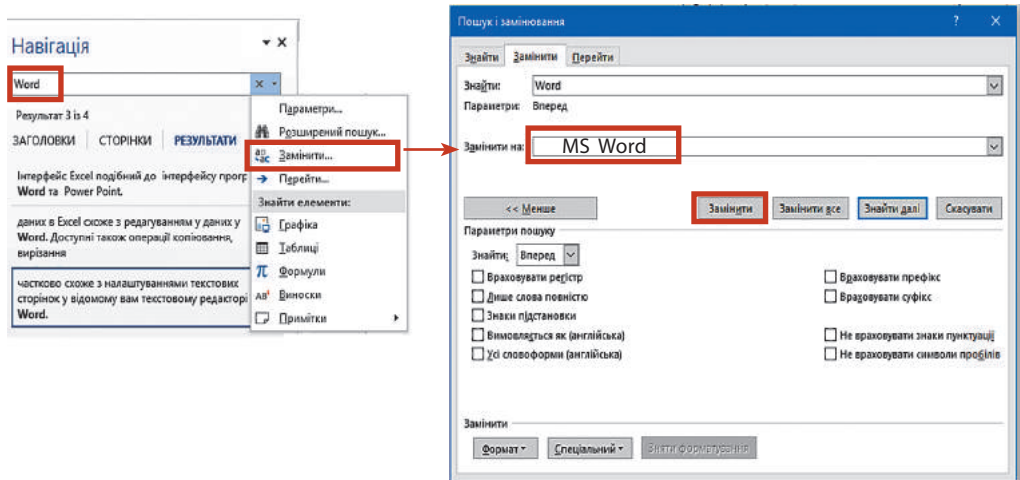 Навігація
Word
Результат 3 із 4
ЗАГОЛОВКИ СТОРІНКИ РЕЗУЛЬТАТИ
Інтерфейс Excel подібний до інтерфейсу прогр
Word та Power Point.
даних в Excel схоже з редагуванням у даних у
Word. Доступні також операції копіювання,
вирізання
частково схоже з налаштуваннями текстових
сторінок у відомому вам текстовому редакторі
Word.
Параметри...
Розширений пошук...
Замінити...
Перейти...
Знайти елементи:
Графіка
Таблиці
Формули
Виноски
Примітки
Пошук і замінювання
Знайти Замінити Перейти
Знайти: Word
Параметри: Вперед
Замінити на: MS Word
<< Менше Замінити Замінити все Знайти далі Скасувати
Параметри пошуку
Знайти: Вперед
Враховувати регістр
Лише слова повністю
Знаки підстановки
Вимовляється як (англійська)
Усі словоформи (англійська)
Враховувати префікс
Враховувати суфікс
Не враховувати знаки пунктуації
Не враховувати символи пробілів
Замінити
Формат Спеціальний Зняти форматування